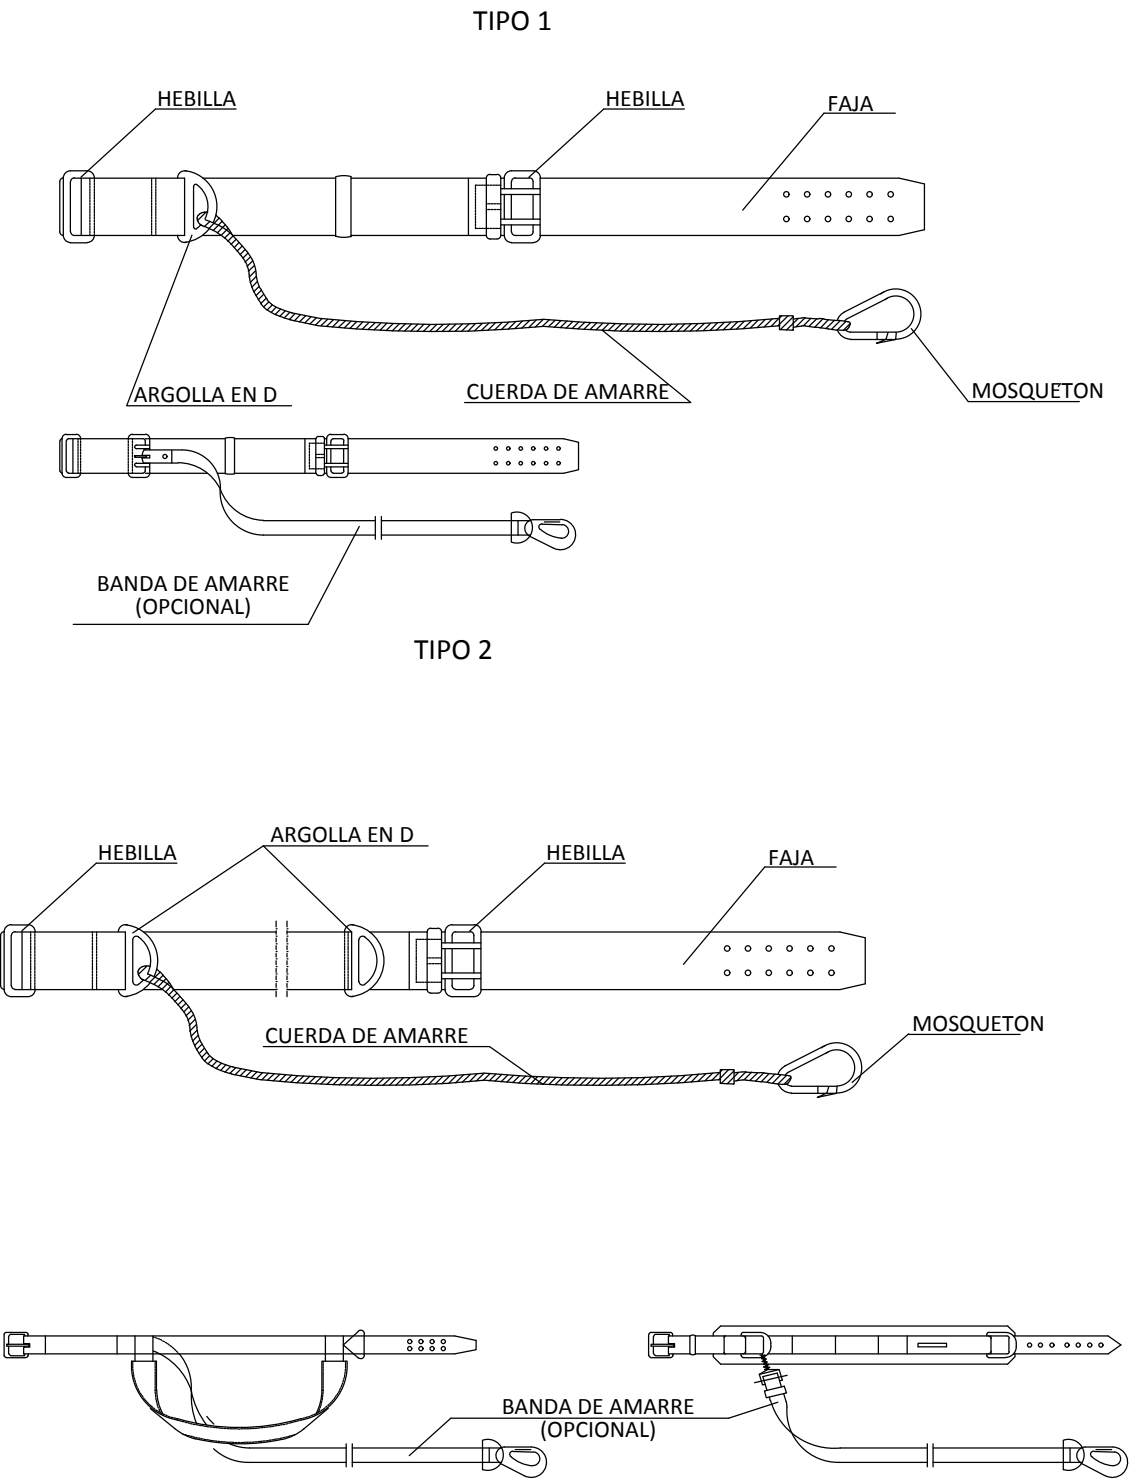 TIPO 1
HEBILLA
HEBILLA
FAJA
ARGOLLA EN D
CUERDA DE AMARRE
MOSQUETON
BANDA DE AMARRE
(OPCIONAL)
TIPO 2
ARGOLLA EN D
HEBILLA
HEBILLA
FAJA
CUERDA DE AMARRE
MOSQUETON
BANDA DE AMARRE
(OPCIONAL)